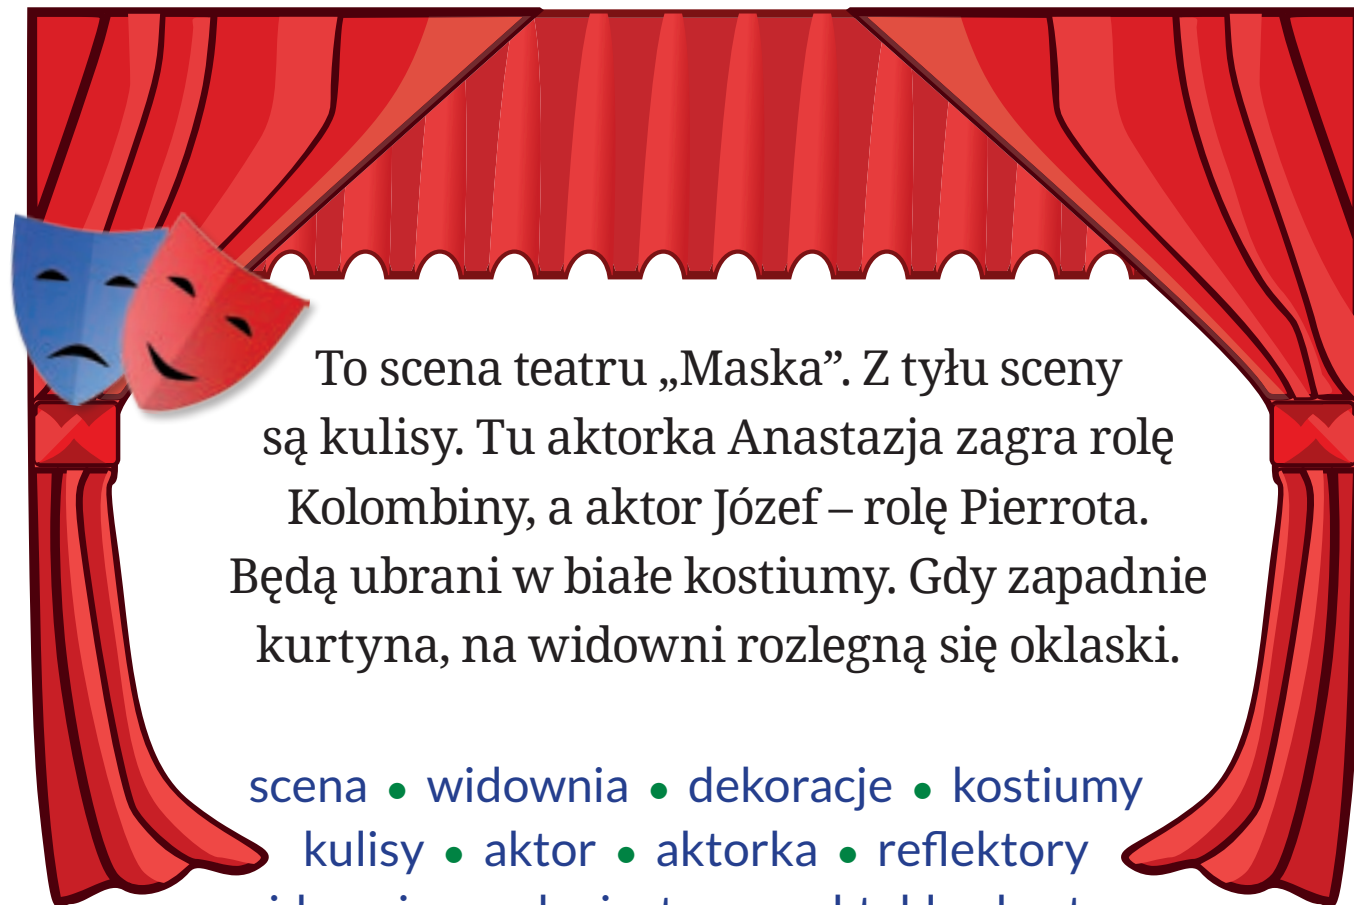 To scena teatru „Maska”. Z tyłu sceny
są kulisy. Tu aktorka Anastazja zagra rolę
Kolombiny, a aktor Józef – rolę Pierrota.
Będą ubrani w białe kostiumy. Gdy zapadnie
kurtyna, na widowni rozlegną się oklaski.
scena • widownia • dekoracje • kostiumy
kulisy • aktor • aktorka • reflektory